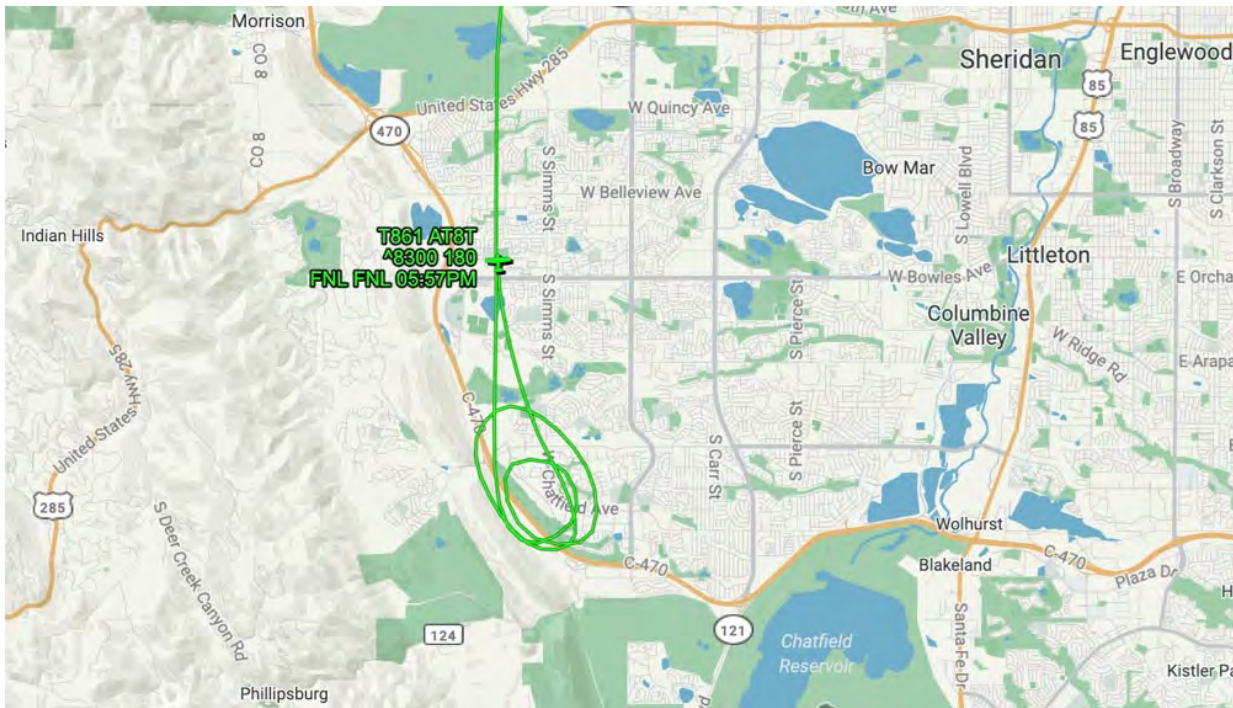 Morrison
CO 8
CO 8
United States Hwy 285
470
W Quincy Ave
Sheridan
Englewood
85
85
S Broadway
S Clarkson St
S Simms St
W Belleview Ave
Bow Mar
S Lowell Blvd
Indian Hills
T861 AT8T
^8300 180
FNL FNL 05:57PM
S Simms St
W Bowles Ave
Littleton
E Orcha
Columbine
Valley
S Pierce St
W Ridge Rd
E Arapa
United States
Hwy 285
C-470
285
S Deer Creek Canyon Rd
W Chatfield Ave
S Carr St
S Pierce St
Wolhurst
Blakeland
C-470
C-470
Plaza Dr
124
121
Chatfield
Reservoir
Santa Fe Dr
Kistler Pa
Phillipsburg